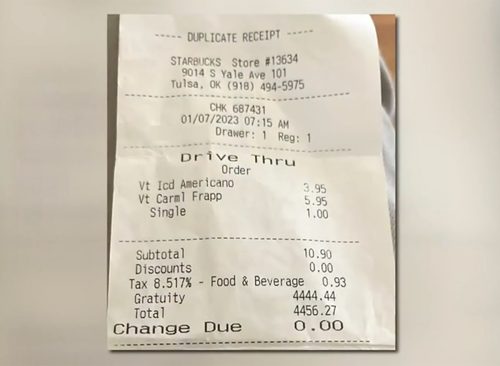 ----- DUPLICATE RECEIPT -----
STARBUCKS Store #13634
9014 S Yale Ave 101
Tulsa, OK (918) 494-5975
CHK 687431
01/07/2023 07:15 AM
Drawer: 1 Reg: 1
Drive Thru
Order
Vt Icd Americano 3.95
Vt Carml Frapp 5.95
Single 1.00
Subtotal 10.90
Discounts 0.00
Tax 8.517% - Food & Beverage 0.93
Gratuity 4444.44
Total 4456.27
Change Due 0.00